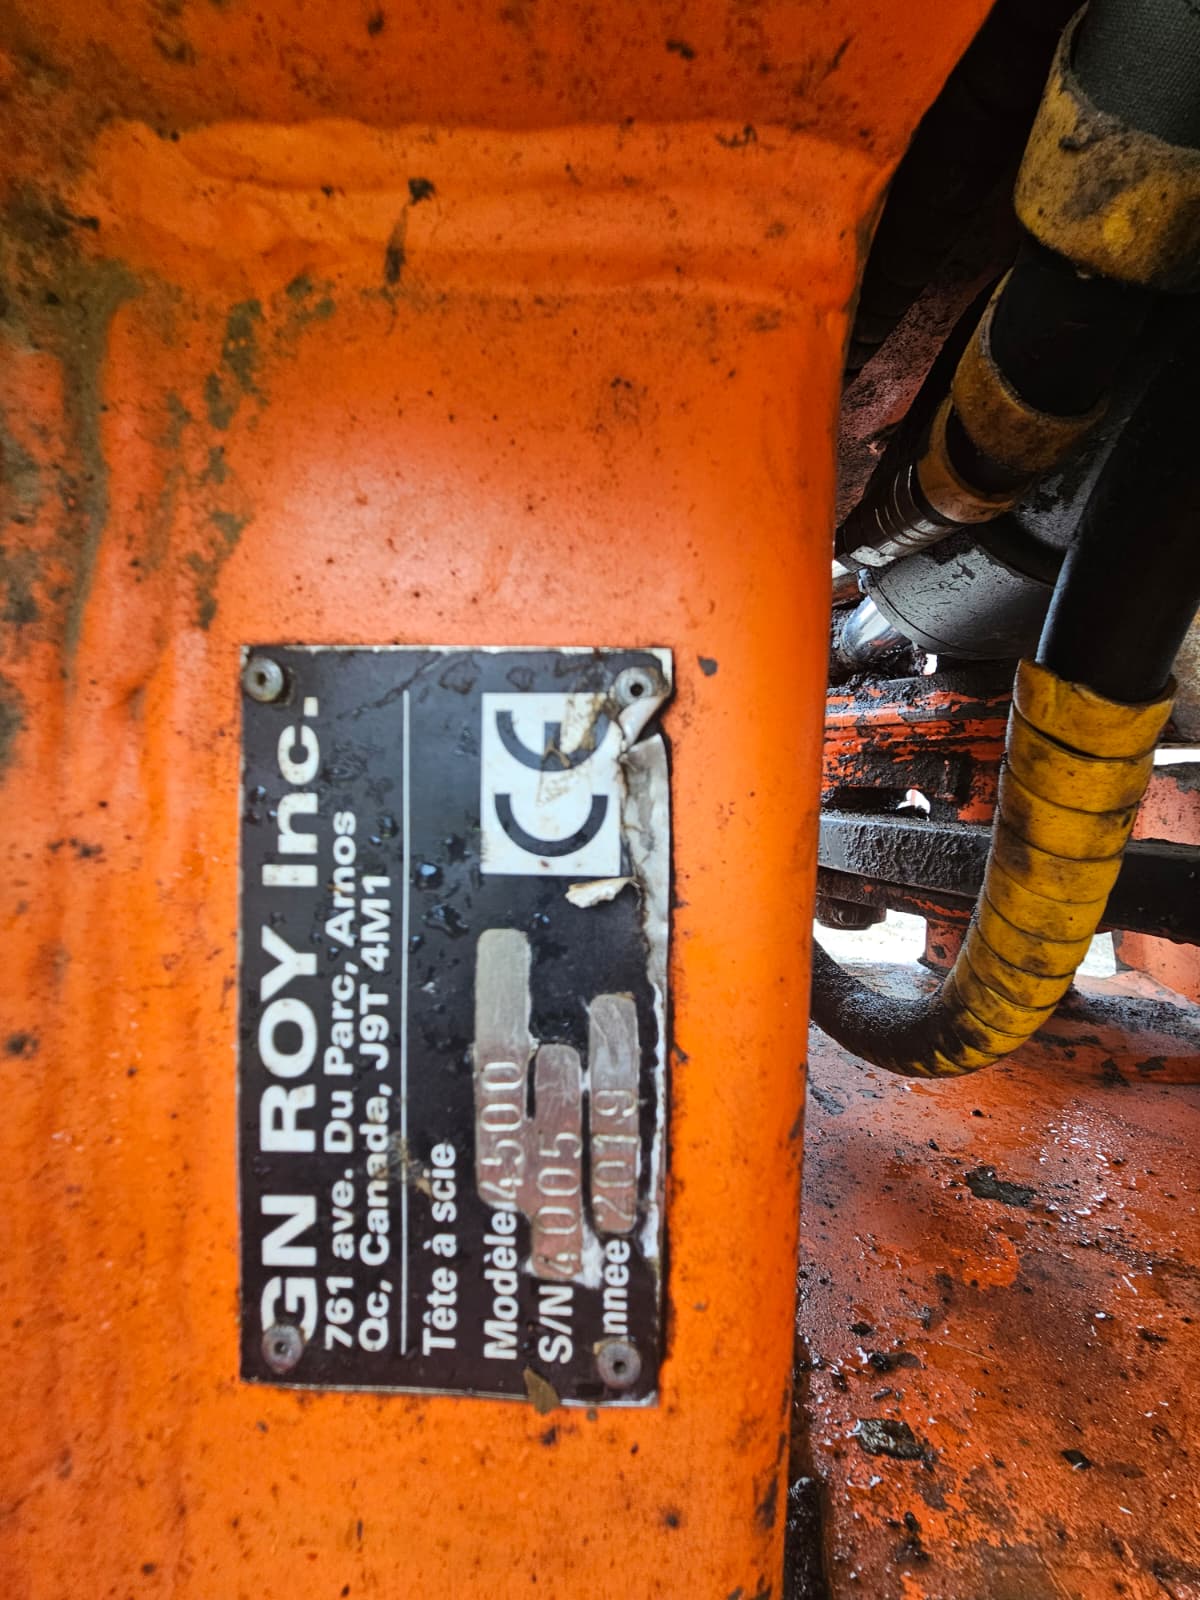 GN ROY Inc.
761 ave. Du Parc, Amos
Qc, Canada, J9T 4M1
Tête à scie
CE
Modèle 4500
S/N 4005
nnee 2019